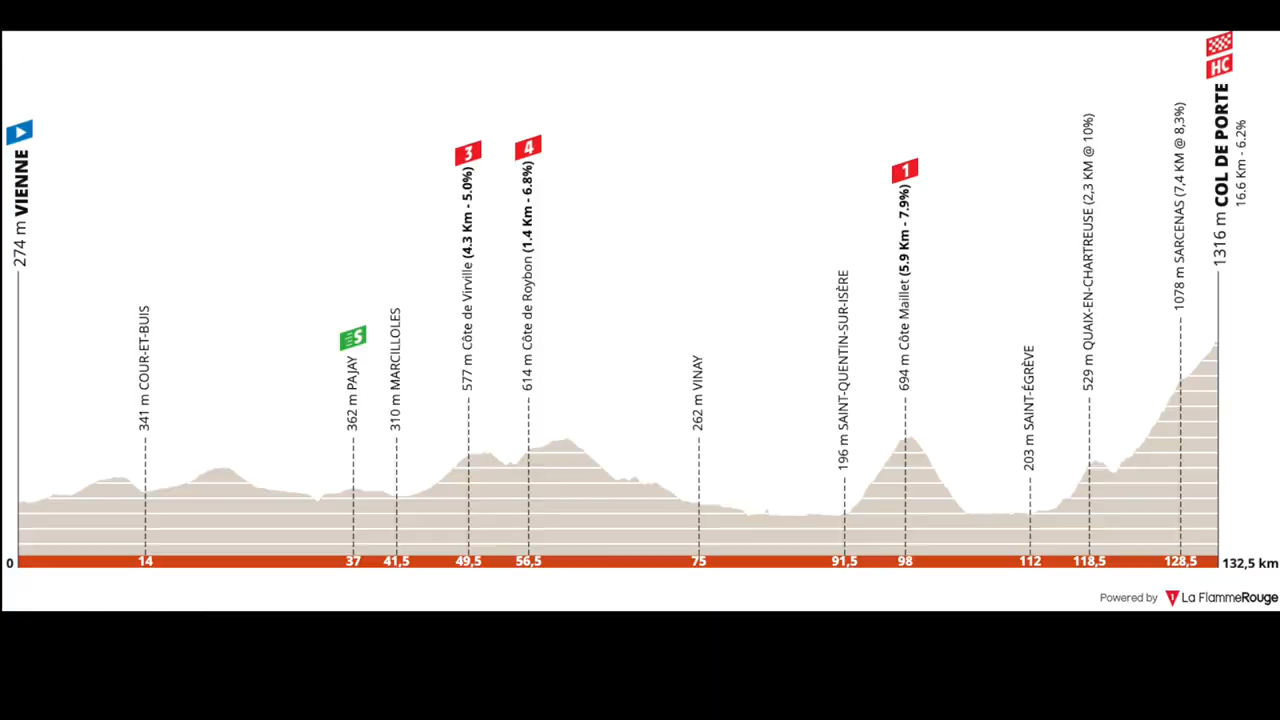 274 m VIENNE
341 m COUR-ET-BUIS
S
362 m PAJAY
310 m MARCILLOLES
3
577 m Côte de Virville (4.3 Km - 5.0%)
4
614 m Côte de Roybon (1.4 Km - 6.8%)
262 m VINAY
196 m SAINT-QUENTIN-SUR-ISÈRE
1
694 m Côte Maillet (5.9 Km - 7.9%)
203 m SAINT-ÉGRÈVE
529 m QUAIX-EN-CHARTREUSE (2,3 KM @ 10%)
1078 m SARCENAS (7,4 KM @ 8,3%)
HC
1316 m COL DE PORTE
16.6 Km - 6.2%
0 14 37 41,5 49,5 56,5 75 91,5 98 112 118,5 128,5 132,5 km
Powered by La FlammeRouge